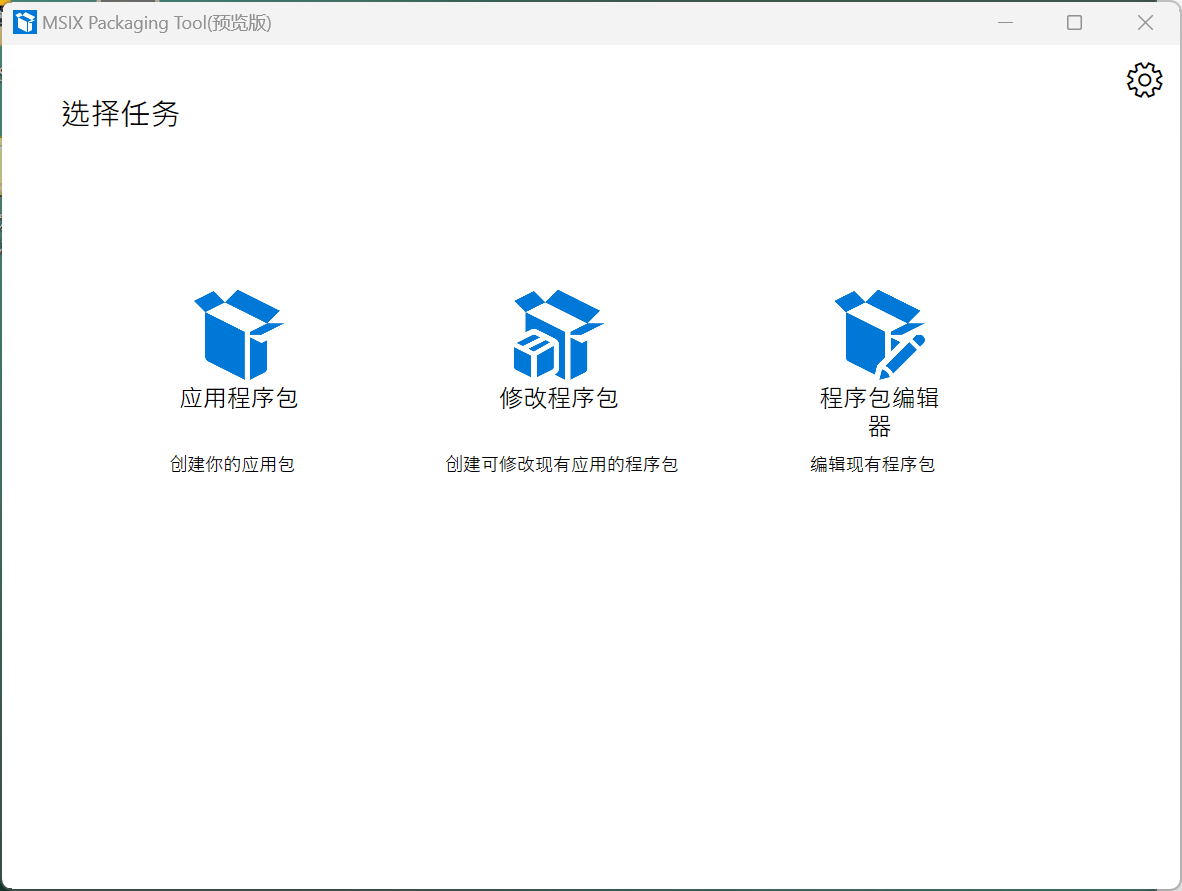 MSIX Packaging Tool(预览版)
选择任务
应用程序包
创建你的应用包
修改程序包
创建可修改现有应用的程序包
程序包编辑
器
编辑现有程序包